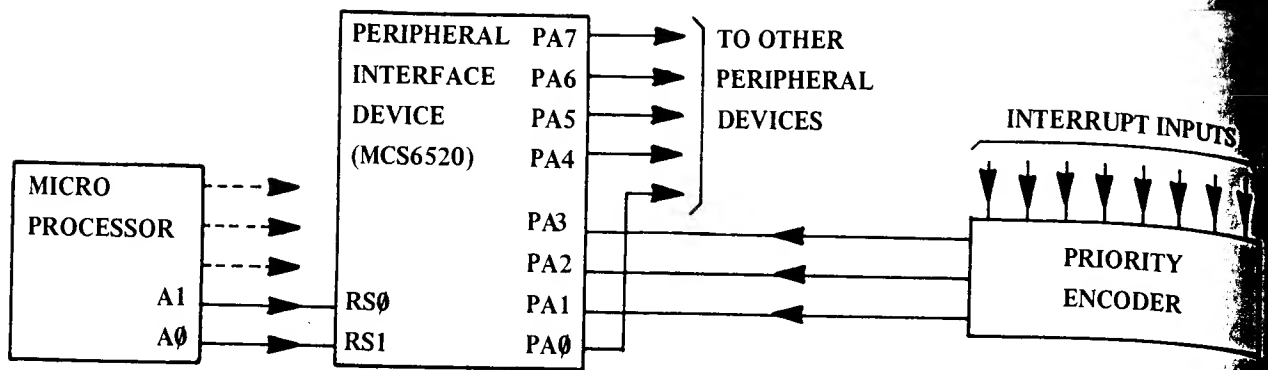 PERIPHERAL
INTERFACE
DEVICE
(MCS6520)
PA7
PA6
PA5
PA4
PA3
PA2
PA1
PAØ
RSØ
RS1
TO OTHER
PERIPHERAL
DEVICES
MICRO
PROCESSOR
A1
AØ
INTERRUPT INPUTS
PRIORITY
ENCODER